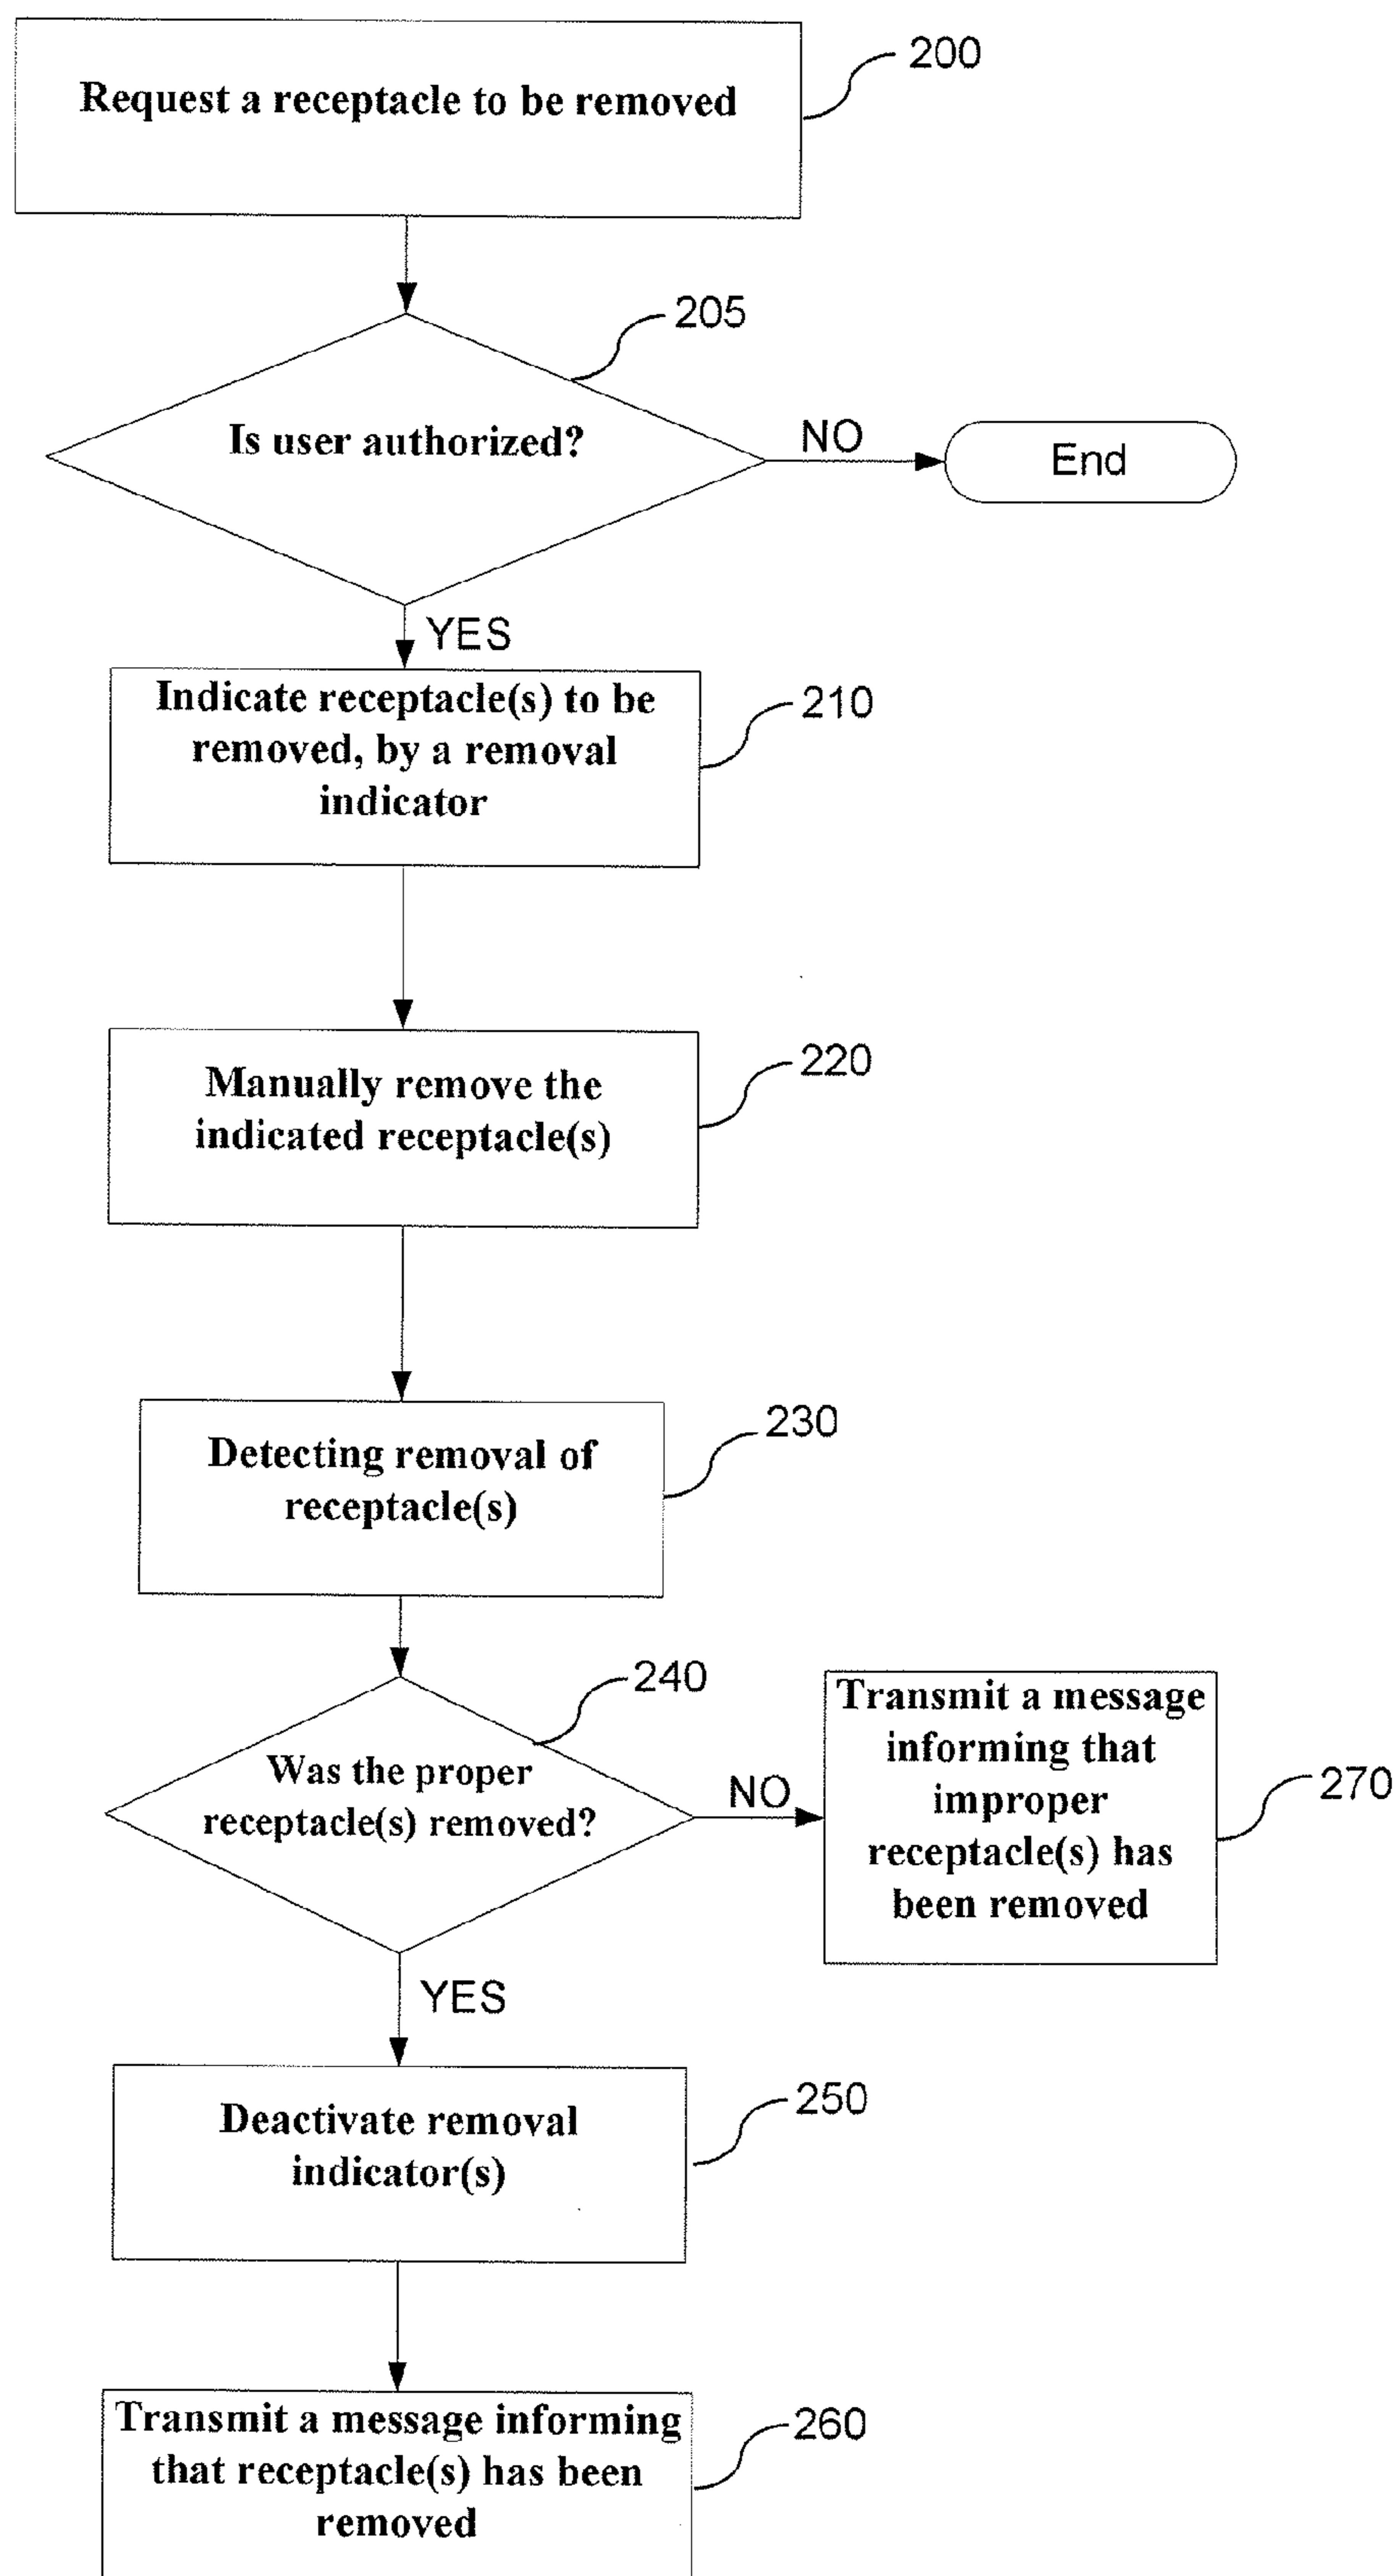 Request a receptacle to be removed
200
205
Is user authorized?
NO
End
YES
Indicate receptacle(s) to be
removed, by a removal
indicator
210
Manually remove the
indicated receptacle(s)
220
Detecting removal of
receptacle(s)
230
240
Was the proper
receptacle(s) removed?
NO
Transmit a message
informing that
improper
receptacle(s) has
been removed
270
YES
Deactivate removal
indicator(s)
250
Transmit a message informing
that receptacle(s) has been
removed
260